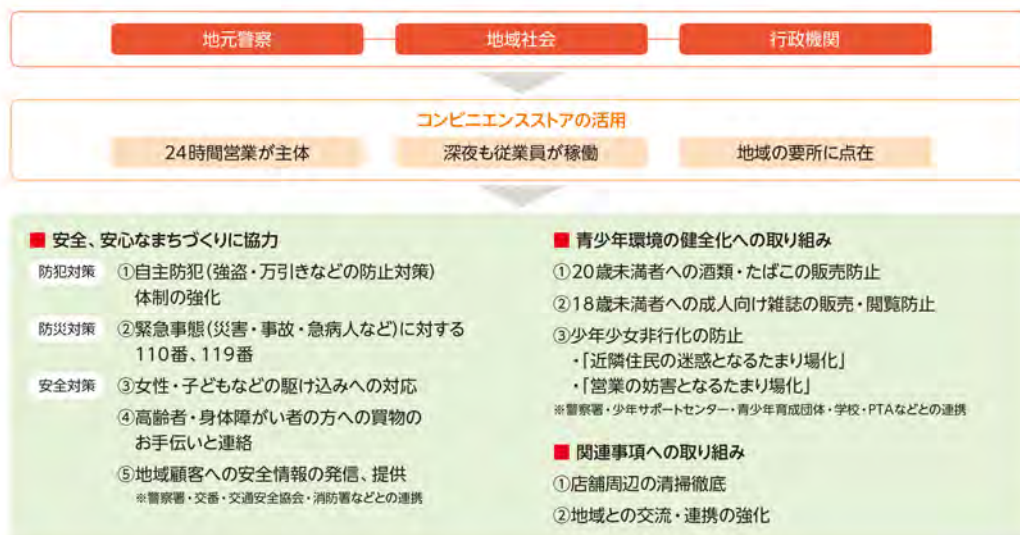 地元警察
地域社会
行政機関
コンビニエンスストアの活用
24時間営業が主体
深夜も従業員が稼働
地域の要所に点在
■ 安全、安心なまちづくりに協力
防犯対策 ①自主防犯(強盗・万引きなどの防止対策)
体制の強化
防災対策 ②緊急事態(災害・事故・急病人など)に対する
110番、119番
安全対策 ③女性・子どもなどの駆け込みへの対応
④高齢者・身体障がい者の方への買物の
お手伝いと連絡
⑤地域顧客への安全情報の発信、提供
※警察署・交番・交通安全協会・消防署などとの連携
■ 青少年環境の健全化への取り組み
①20歳未満者への酒類・たばこの販売防止
②18歳未満者への成人向け雑誌の販売・閲覧防止
③少年少女非行化の防止
・「近隣住民の迷惑となるたまり場化」
・「営業の妨害となるたまり場化」
※警察署・少年サポートセンター・青少年育成団体・学校・PTAなどとの連携
■ 関連事項への取り組み
①店舗周辺の清掃徹底
②地域との交流・連携の強化